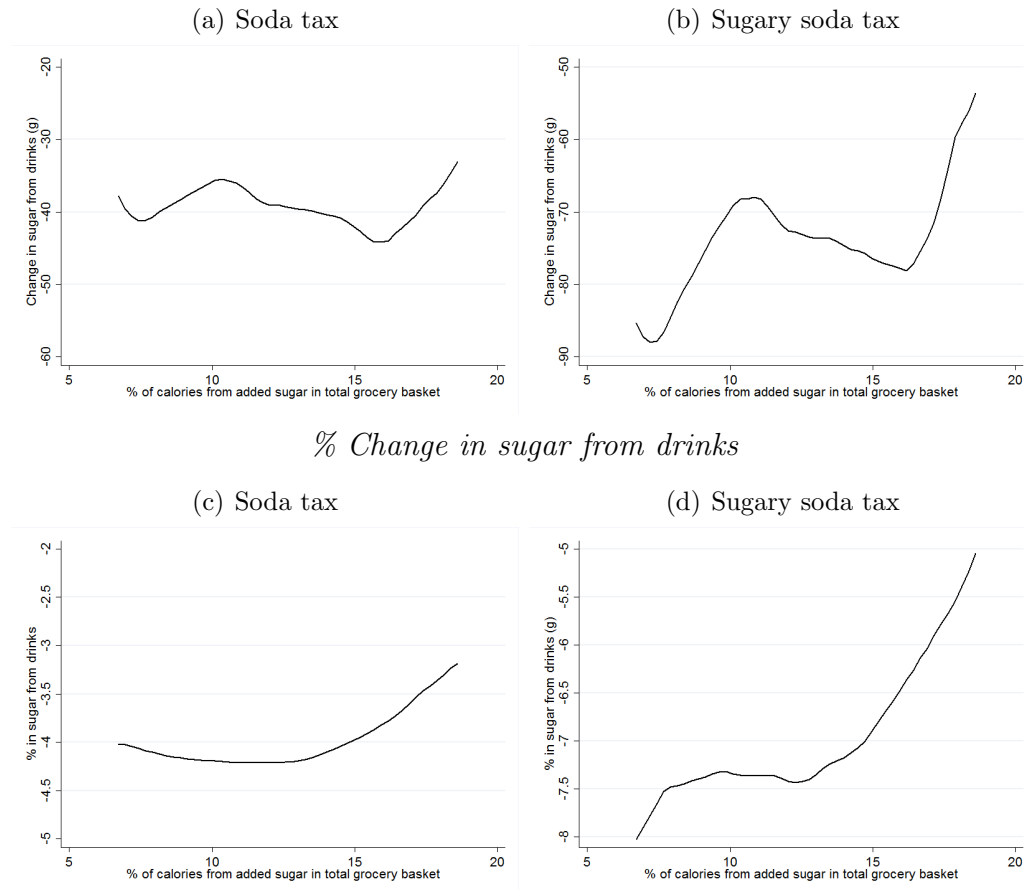 (a) Soda tax
(b) Sugary soda tax
Change in sugar from drinks (g)
-20
-30
-40
-50
-60
5 10 15 20
% of calories from added sugar in total grocery basket
Change in sugar from drinks (g)
-50
-60
-70
-80
-90
5 10 15 20
% of calories from added sugar in total grocery basket
% Change in sugar from drinks
(c) Soda tax
(d) Sugary soda tax
% in sugar from drinks
-2
-2.5
-3
-3.5
-4
-4.5
-5
5 10 15 20
% of calories from added sugar in total grocery basket
% in sugar from drinks (g)
-5
-5.5
-6
-6.5
-7
-7.5
-8
5 10 15 20
% of calories from added sugar in total grocery basket